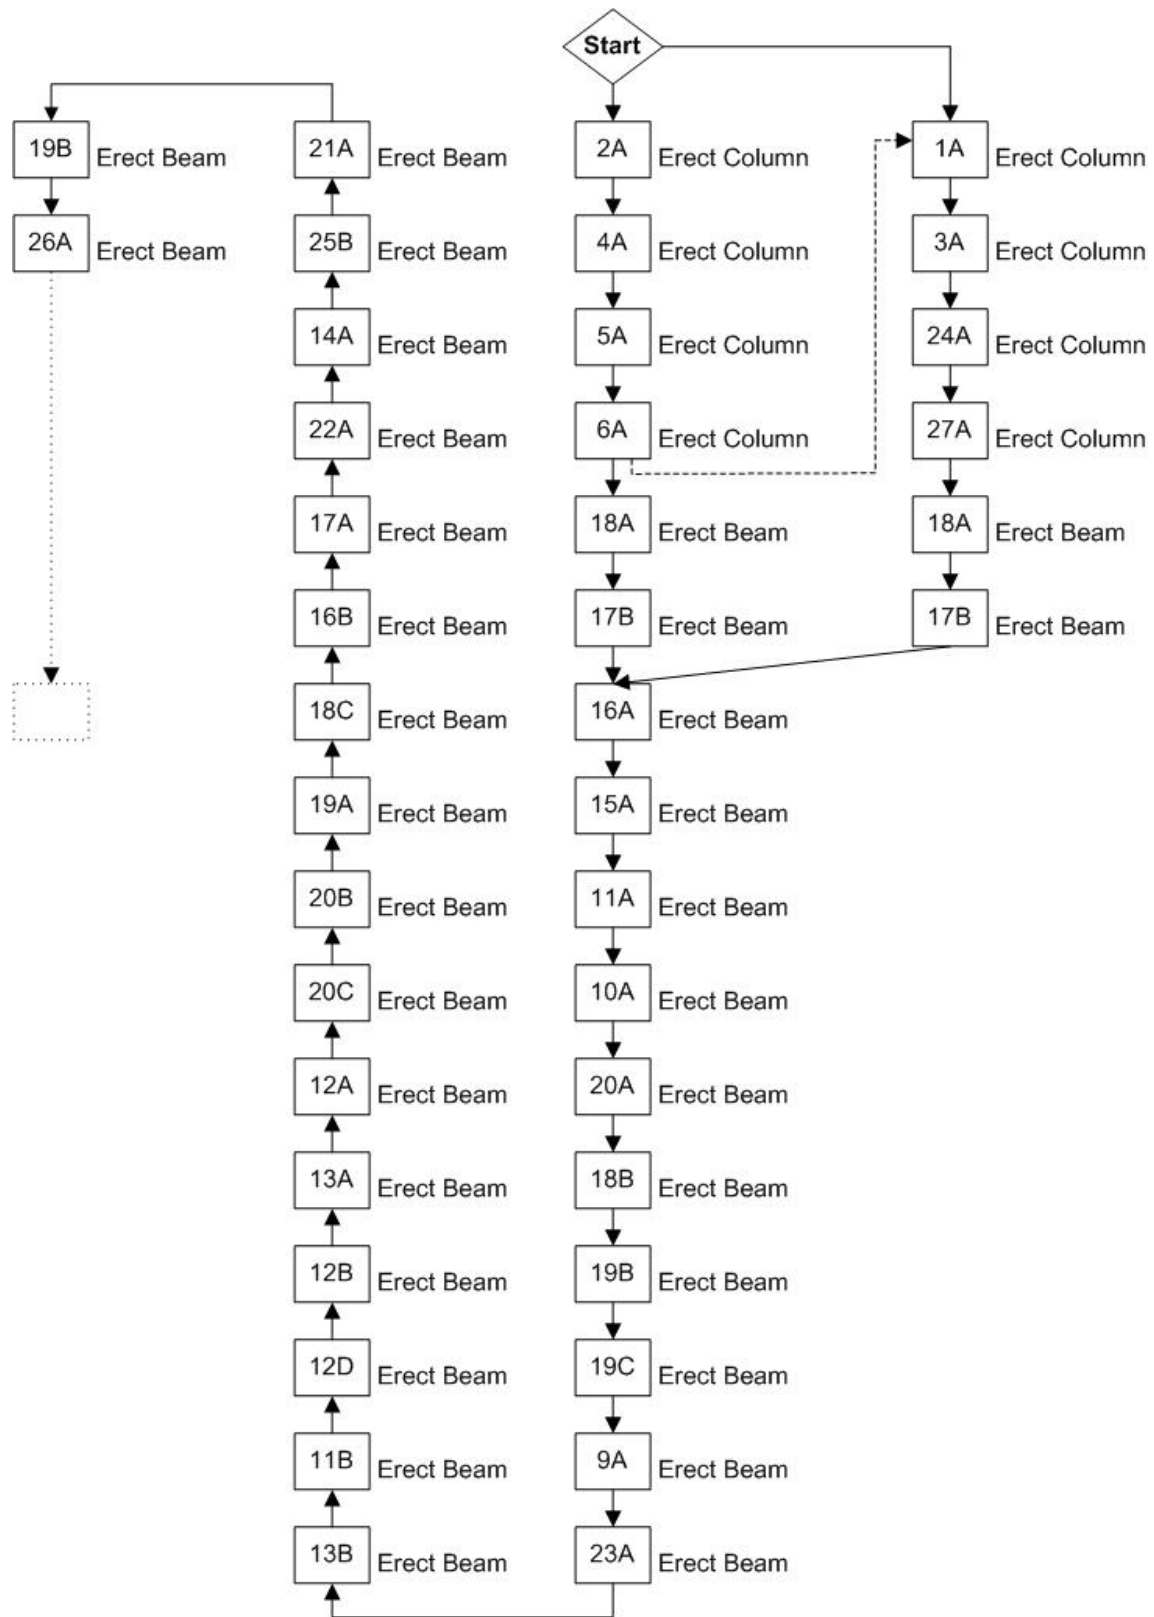 Start
19B Erect Beam
21A Erect Beam
2A Erect Column
1A Erect Column
26A Erect Beam
25B Erect Beam
4A Erect Column
3A Erect Column
14A Erect Beam
5A Erect Column
24A Erect Column
22A Erect Beam
6A Erect Column
27A Erect Column
17A Erect Beam
18A Erect Beam
18A Erect Beam
16B Erect Beam
17B Erect Beam
17B Erect Beam
18C Erect Beam
16A Erect Beam
19A Erect Beam
15A Erect Beam
20B Erect Beam
11A Erect Beam
20C Erect Beam
10A Erect Beam
12A Erect Beam
20A Erect Beam
13A Erect Beam
18B Erect Beam
12B Erect Beam
19B Erect Beam
12D Erect Beam
19C Erect Beam
11B Erect Beam
9A Erect Beam
13B Erect Beam
23A Erect Beam